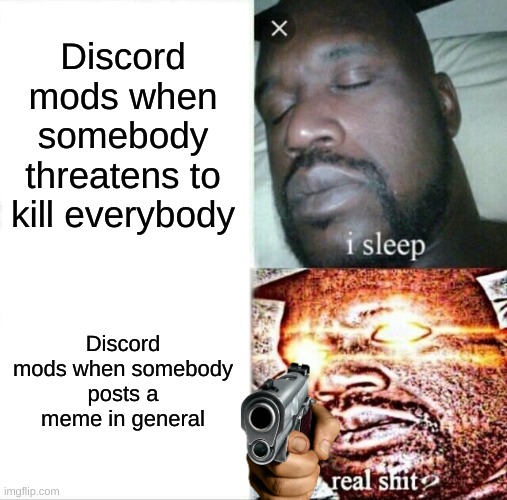 Discord
mods when
somebody
threatens to
kill everybody
i sleep
Discord
mods when somebody
posts a
meme in general
real shit?
imgflip.com